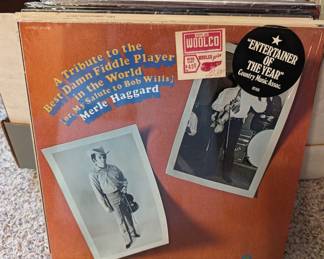 A Tribute to the
Best Damn Fiddle Player
in the World
(or, My Salute to Bob Wills)
Merle Haggard
WOOLCO
"ENTERTAINER
OF THE YEAR"
Country Music Assoc.